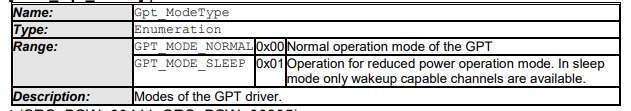 Name: Gpt_ModeType
Type: Enumeration
Range: GPT_MODE_NORMAL 0x00 Normal operation mode of the GPT
GPT_MODE_SLEEP 0x01 Operation for reduced power operation mode. In sleep
mode only wakeup capable channels are available.
Description: Modes of the GPT driver.